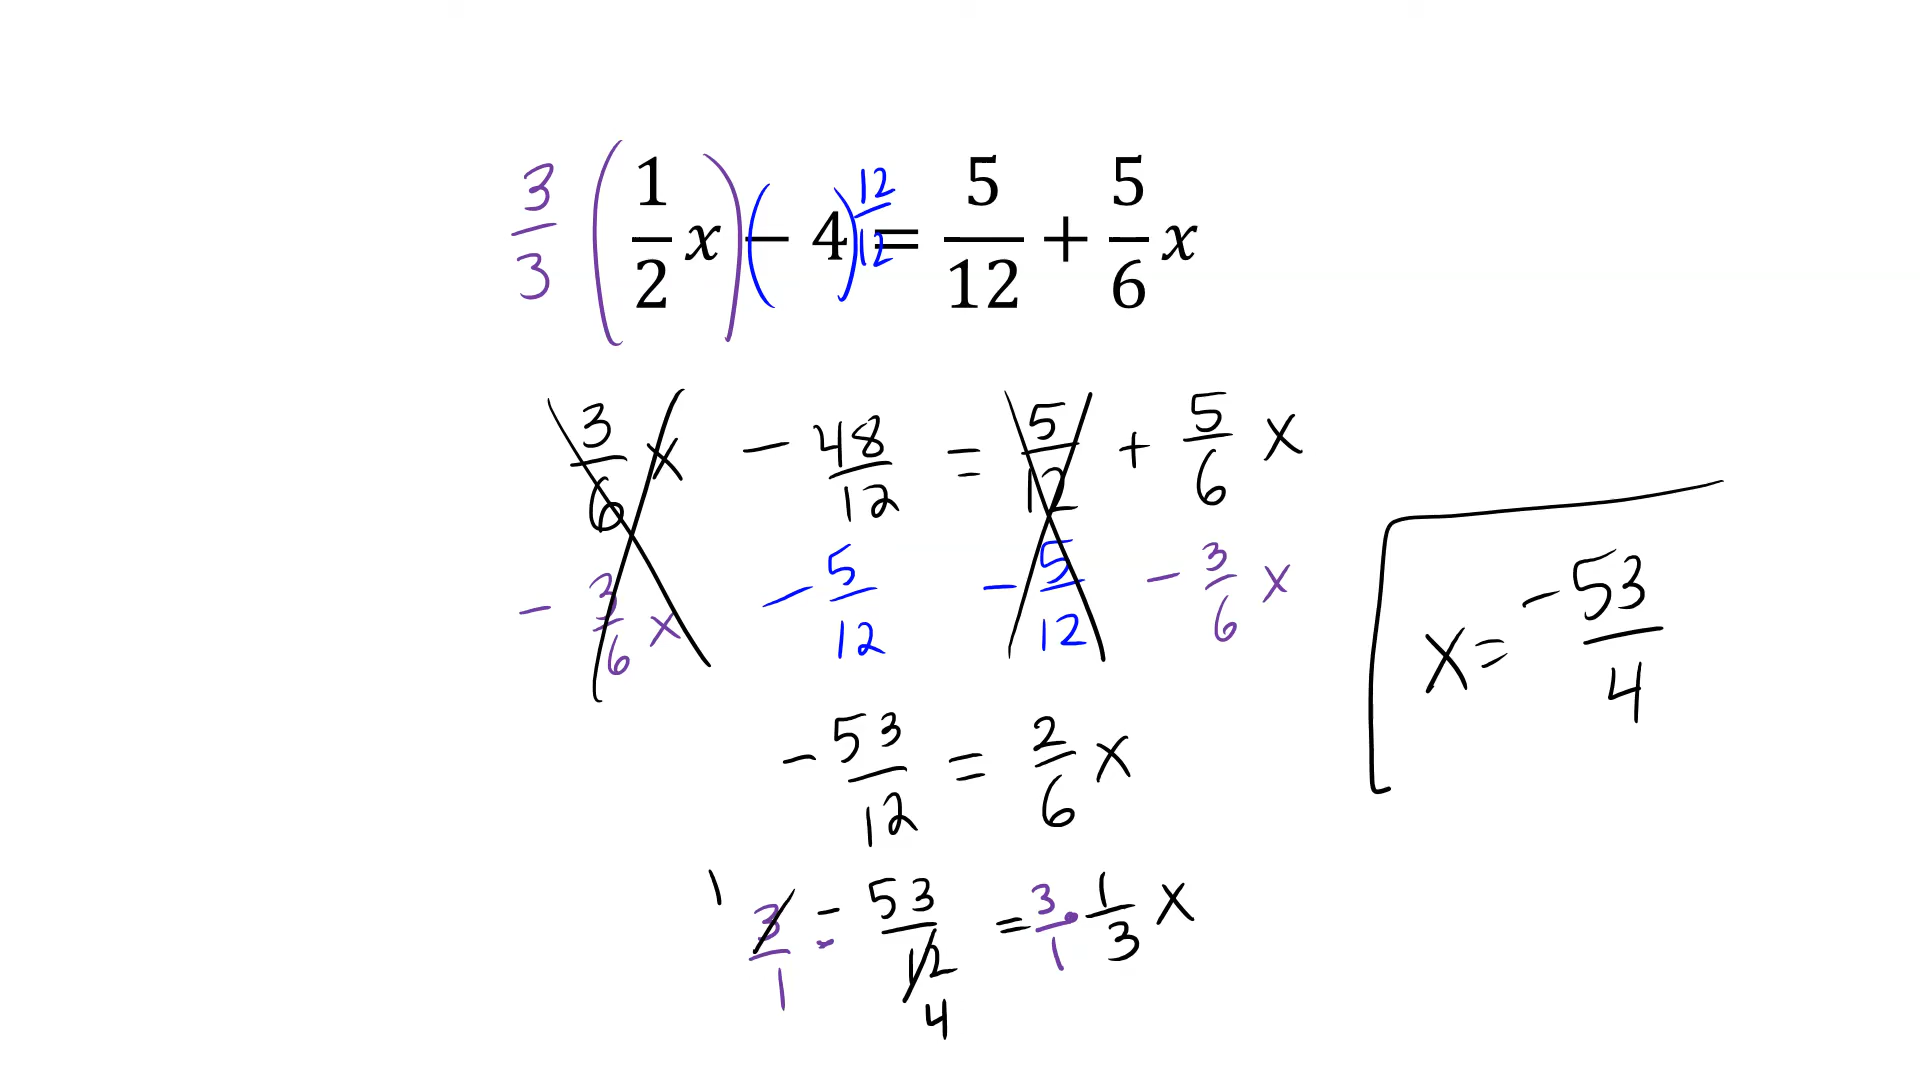 3/3 (1/2 x) (− 4) 12/12 = 5/12 + 5/6 x
3/6 x − 48/12 = 5/12 + 5/6 x
− 3/6 x − 5/12 − 5/12 − 3/6 x
− 53/12 = 2/6 x
1 3/1 · − 53/12 4 = 3/1 · 1/3 x
x = −53/4